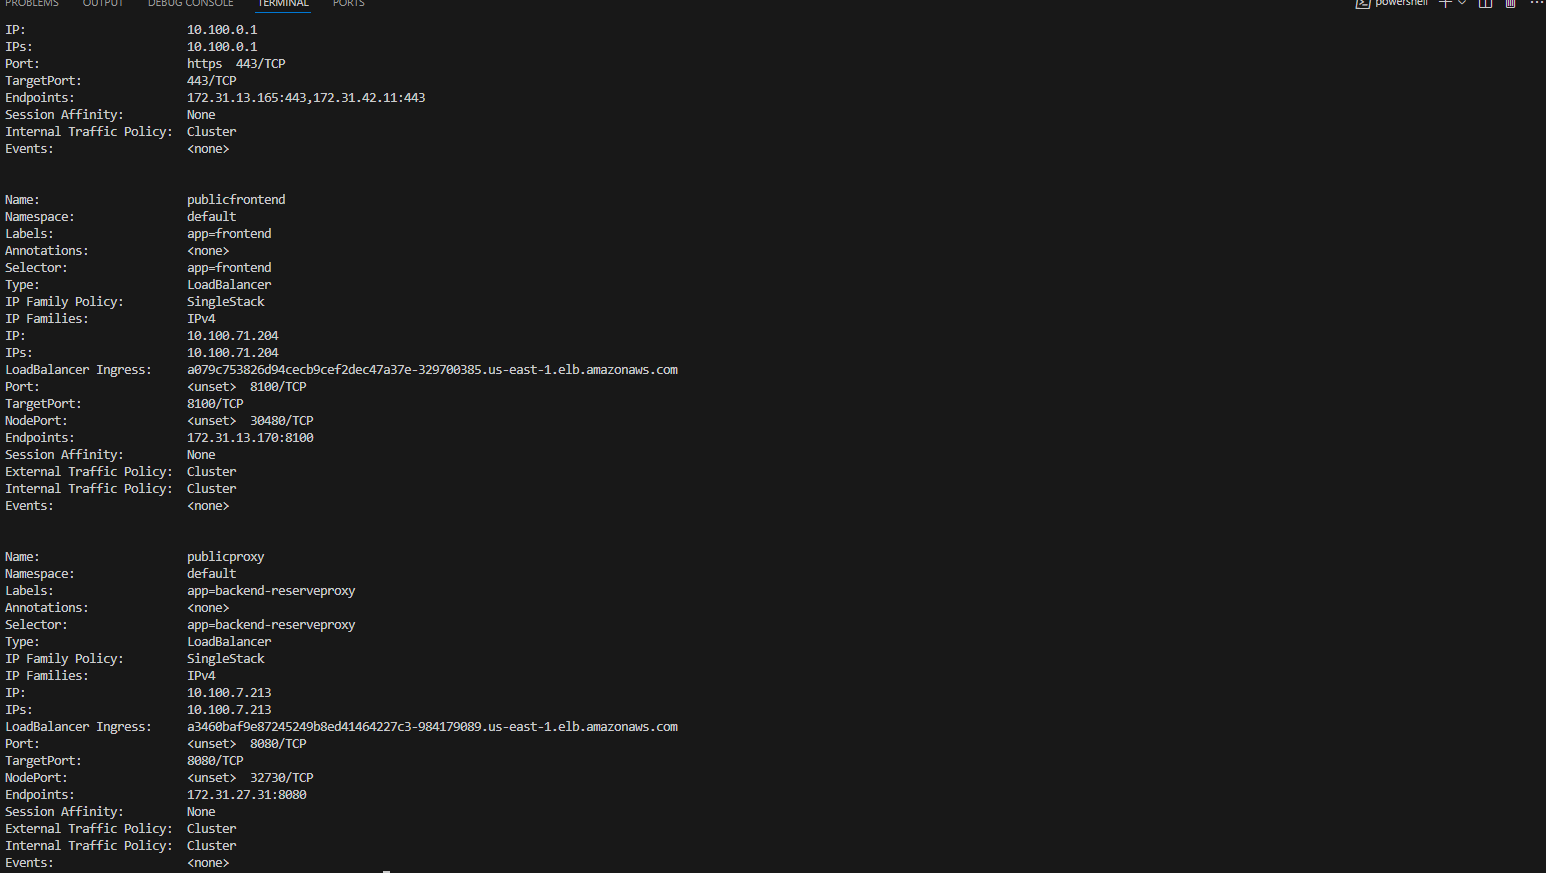 PROBLEMS OUTPUT DEBUG CONSOLE TERMINAL PORTS powershell
IP: 10.100.0.1
IPs: 10.100.0.1
Port: https 443/TCP
TargetPort: 443/TCP
Endpoints: 172.31.13.165:443,172.31.42.11:443
Session Affinity: None
Internal Traffic Policy: Cluster
Events: <none>
Name: publicfrontend
Namespace: default
Labels: app=frontend
Annotations: <none>
Selector: app=frontend
Type: LoadBalancer
IP Family Policy: SingleStack
IP Families: IPv4
IP: 10.100.71.204
IPs: 10.100.71.204
LoadBalancer Ingress: a079c753826d94cecb9cef2dec47a37e-329700385.us-east-1.elb.amazonaws.com
Port: <unset> 8100/TCP
TargetPort: 8100/TCP
NodePort: <unset> 30480/TCP
Endpoints: 172.31.13.170:8100
Session Affinity: None
External Traffic Policy: Cluster
Internal Traffic Policy: Cluster
Events: <none>
Name: publicproxy
Namespace: default
Labels: app=backend-reserveproxy
Annotations: <none>
Selector: app=backend-reserveproxy
Type: LoadBalancer
IP Family Policy: SingleStack
IP Families: IPv4
IP: 10.100.7.213
IPs: 10.100.7.213
LoadBalancer Ingress: a3460baf9e87245249b8ed41464227c3-984179089.us-east-1.elb.amazonaws.com
Port: <unset> 8080/TCP
TargetPort: 8080/TCP
NodePort: <unset> 32730/TCP
Endpoints: 172.31.27.31:8080
Session Affinity: None
External Traffic Policy: Cluster
Internal Traffic Policy: Cluster
Events: <none>